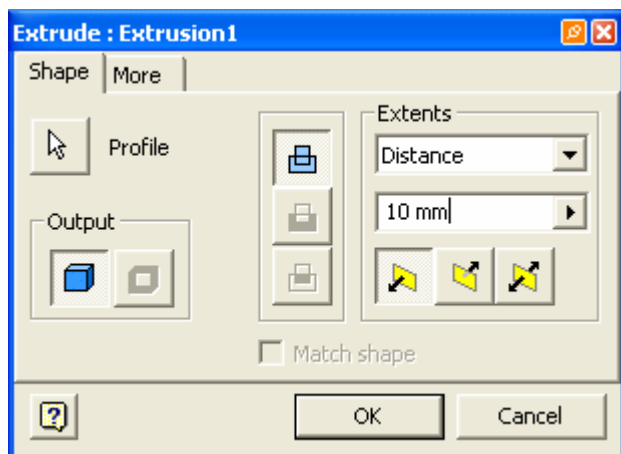 Extrude : Extrusion1
Shape
More
Profile
Extents
Distance
10 mm
Output
Match shape
?
OK
Cancel